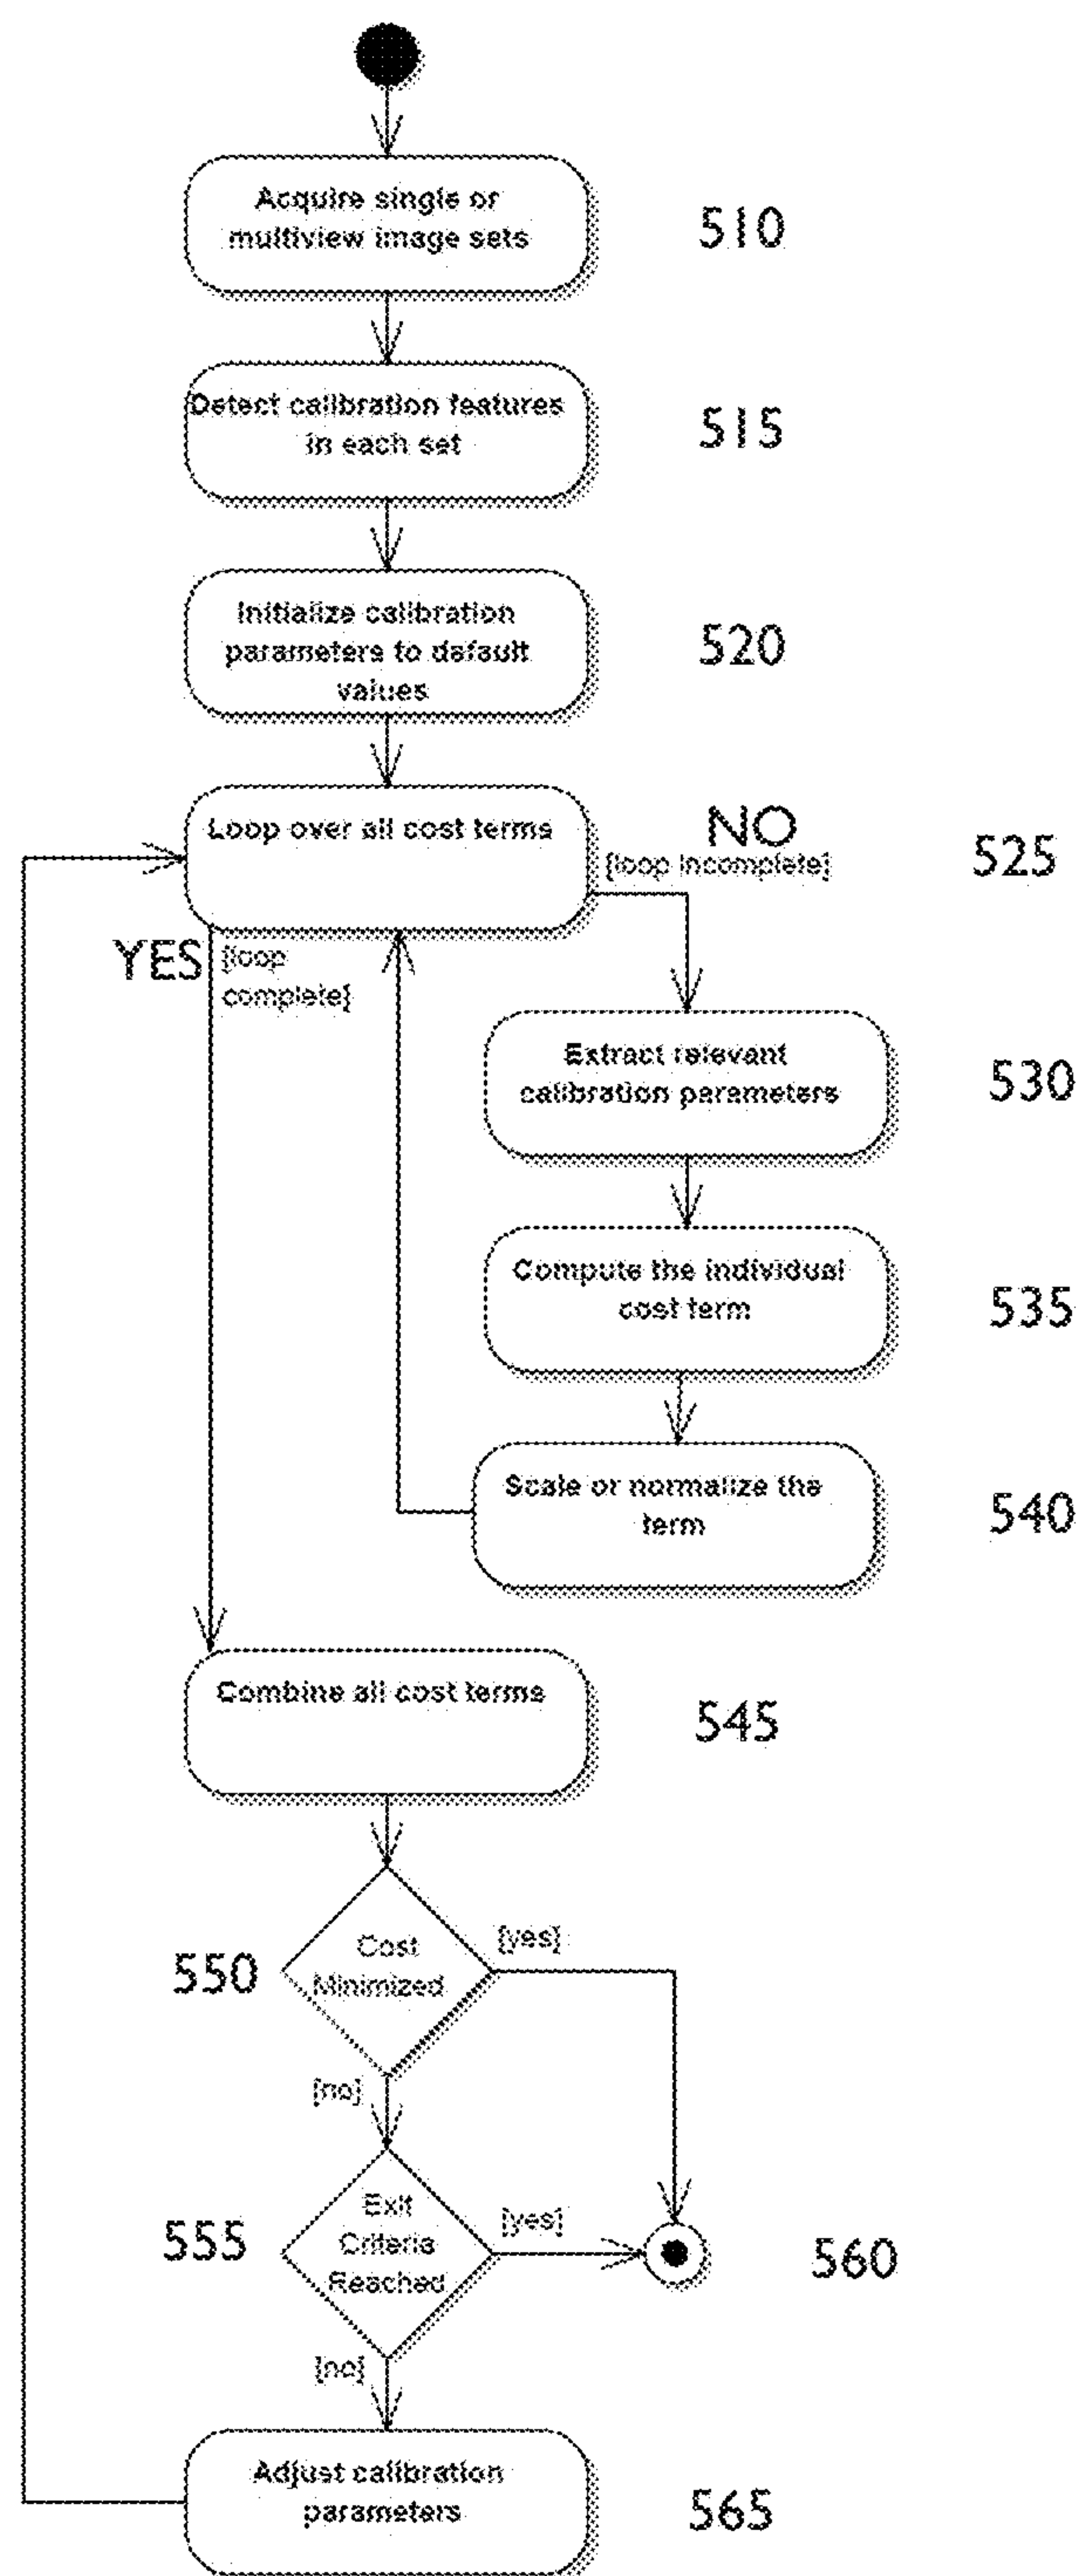 Acquire single or
multiview image sets
510
Detect calibration features
in each set
515
Initialize calibration
parameters to default
values
520
Loop over all cost terms
NO
[loop incomplete]
525
YES
[loop
complete]
Extract relevant
calibration parameters
530
Compute the individual
cost term
535
Scale or normalize the
term
540
Combine all cost terms
545
550
Cost
Minimized
[yes]
[no]
555
Exit
Criteria
Reached
[yes]
560
[no]
Adjust calibration
parameters
565